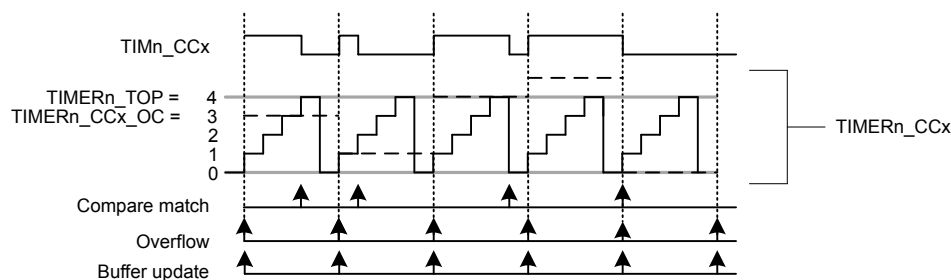 TIMn_CCx
TIMERn_TOP = 4
TIMERn_CCx_OC = 3
2
1
0
TIMERn_CCx
Compare match
Overflow
Buffer update